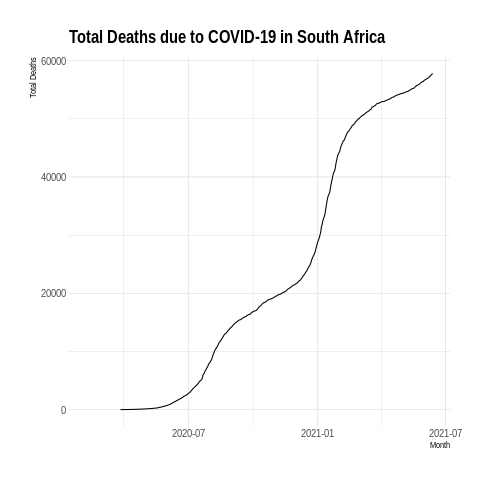 Total Deaths due to COVID-19 in South Africa
Total Deaths
60000
40000
20000
0
2020-07
2021-01
2021-07
Month